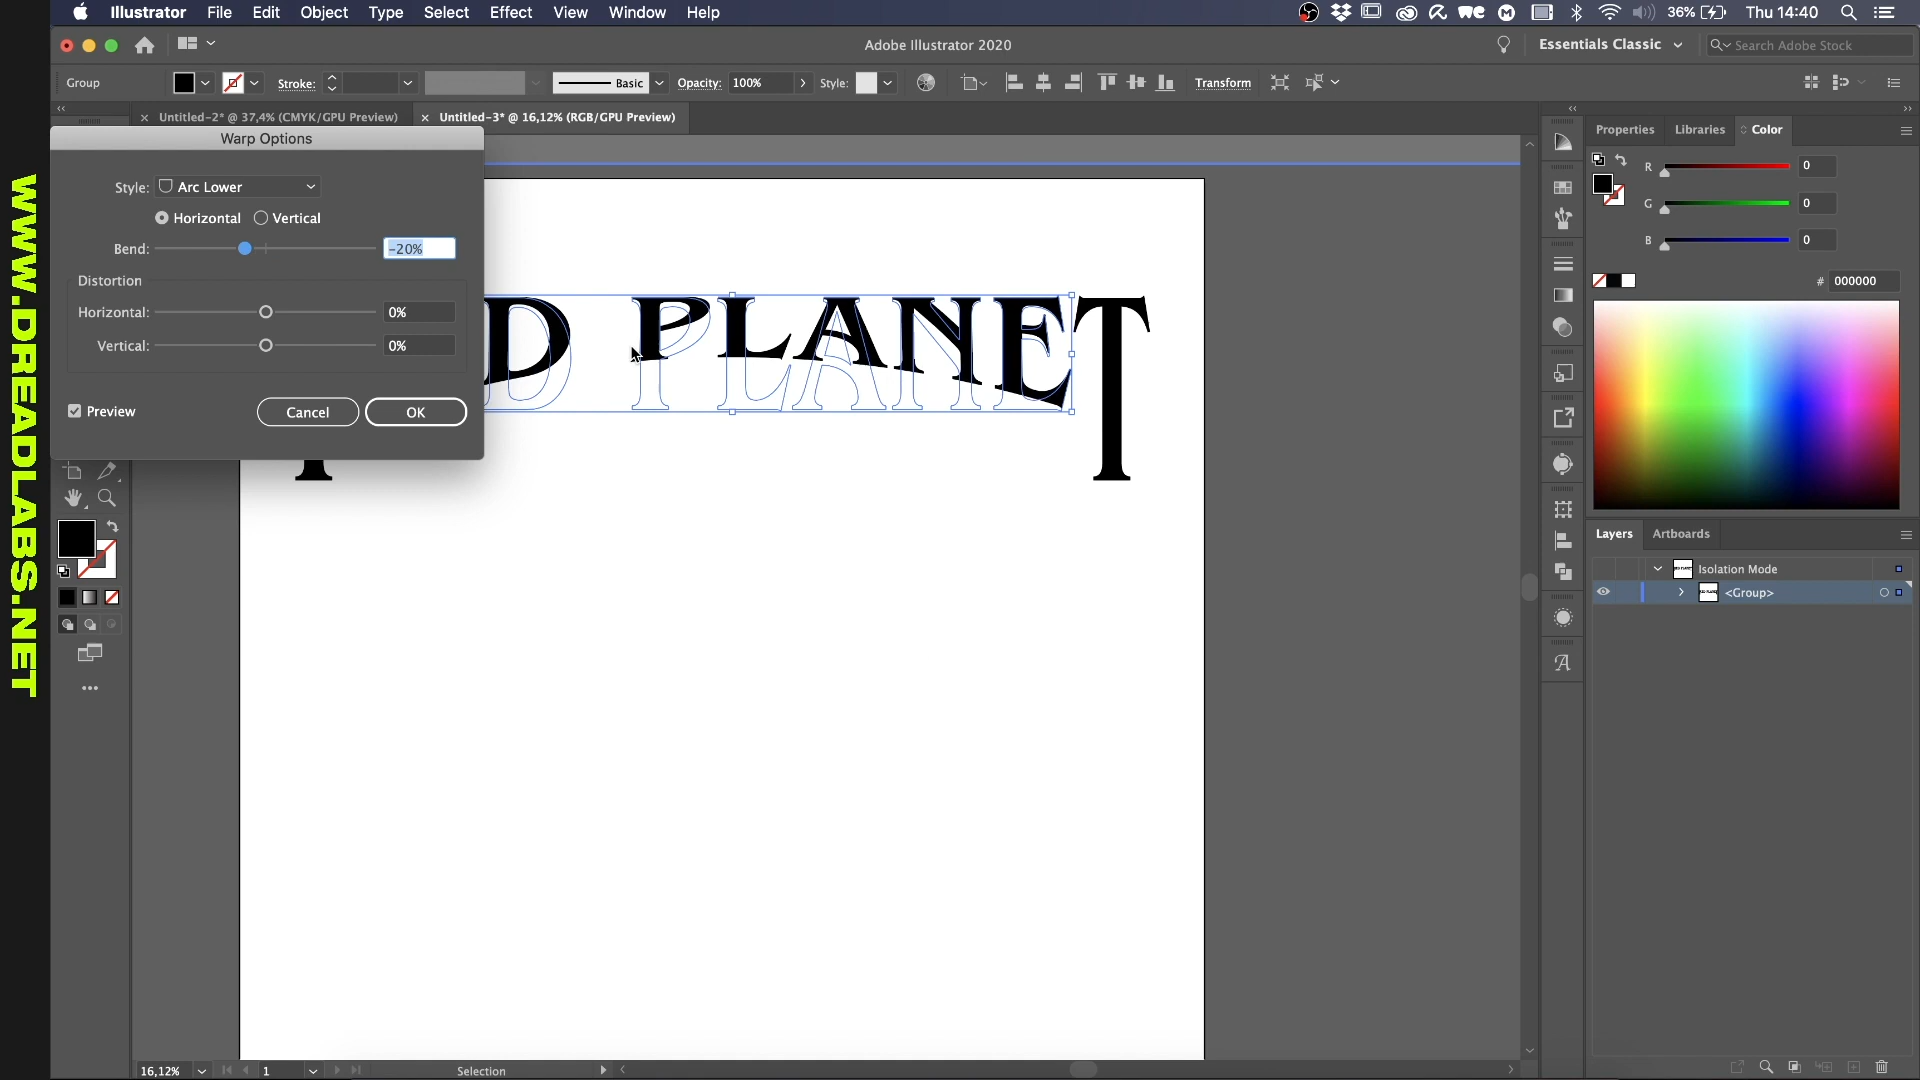 Illustrator File Edit Object Type Select Effect View Window Help
36% Thu 14:40
Adobe Illustrator 2020
Essentials Classic
Search Adobe Stock
Group
Stroke:
Basic
Opacity: 100%
Style:
Transform
× Untitled-2* @ 37,4% (CMYK/GPU Preview)
× Untitled-3* @ 16,12% (RGB/GPU Preview)
Warp Options
Style: Arc Lower
Horizontal Vertical
Bend: -20%
Distortion
Horizontal: 0%
Vertical: 0%
Preview
Cancel OK
D PLANET
T
WWW.DREADLABS.NET
Properties Libraries Color
R 0
G 0
B 0
# 000000
Layers Artboards
Isolation Mode
<Group>
16,12% 1 Selection